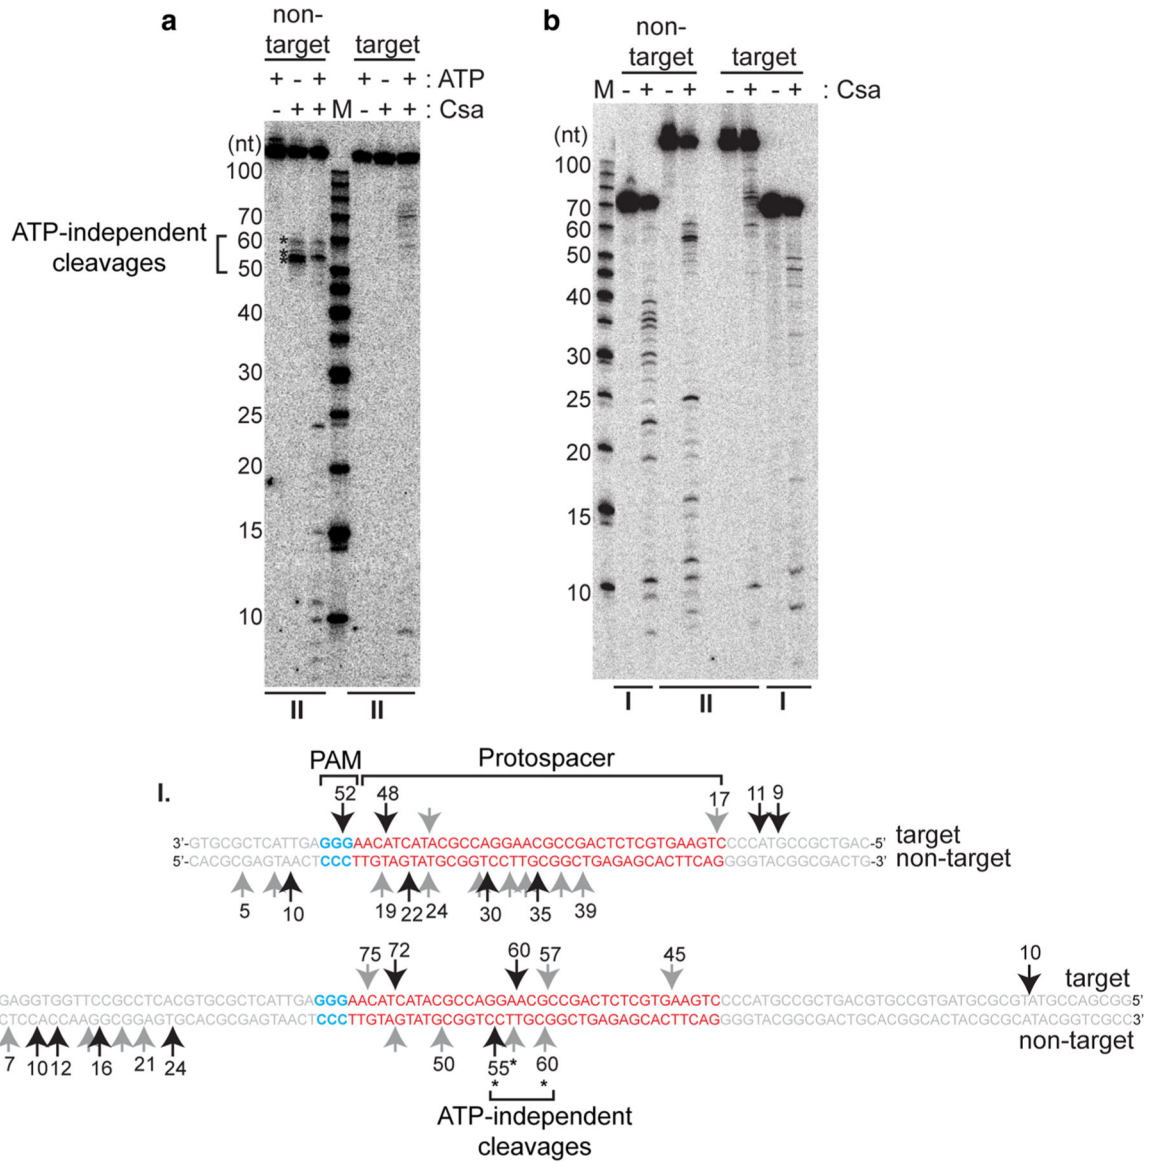 a
non-
target
target
+ - + + - + : ATP
- + + M - + + : Csa
(nt)
100
70
60
50
40
30
25
20
15
10
ATP-independent
cleavages
*
*
*
II
II
b
non-
target
target
M - + - + - + - + : Csa
(nt)
100
70
60
50
40
30
25
20
15
10
I
II
I
PAM
Protospacer
I.
52 48 17 11 9
3'-GTGCGCTCATTGAGGGAACATCATACGCCAGGAACGCCGACTCTCGTGAAGTCCCCATGCCGCTGAC-5' target
5'-CACGCGAGTAACTCCCTTGTAGTATGCGGTCCTTGCGGCTGAGAGCACTTCAGGGGTACGGCGACTG-3' non-target
5 10 19 22 24 30 35 39
75 72 60 57 45 10
target
GAGGTGGTTCCGCCTCACGTGCGCTCATTGAGGGAACATCATACGCCAGGAACGCCGACTCTCGTGAAGTCCCCATGCCGCTGACGTGCCGTGATGCGCGTATGCCAGCGG5'
CTCCACCAAGGCGGAGTGCACGCGAGTAACTCCCTTGTAGTATGCGGTCCTTGCGGCTGAGAGCACTTCAGGGGTACGGCGACTGCACGGCACTACGCGCATACGGTCGCC3'
non-target
7 10 12 16 21 24 50 55 * 60
* *
ATP-independent
cleavages